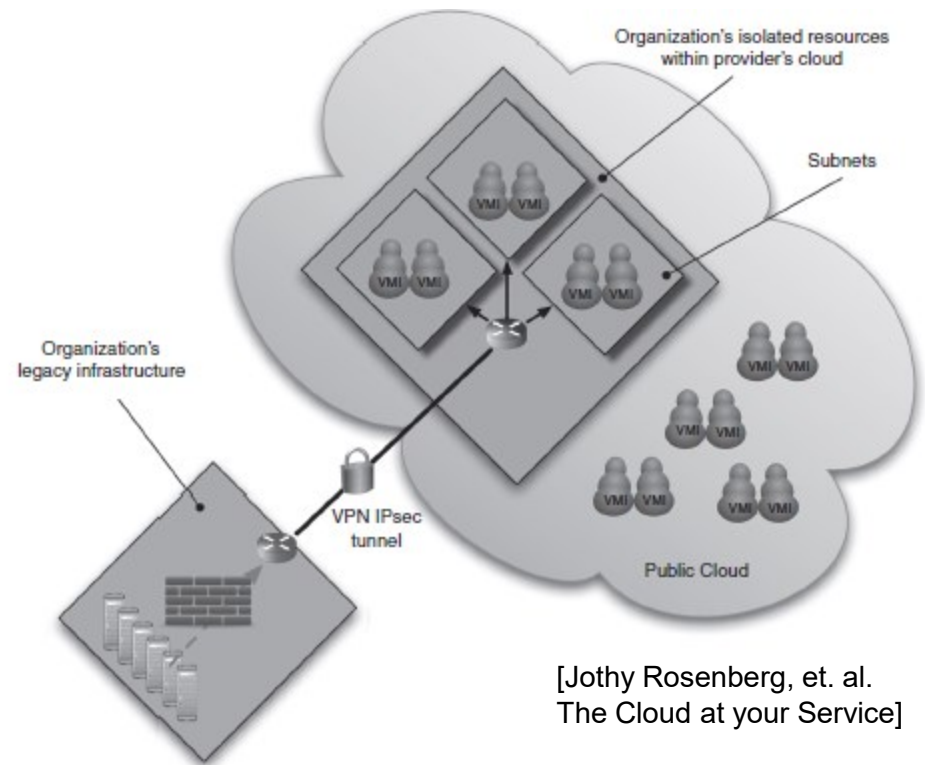 Organization's isolated resources
within provider's cloud
Subnets
VMI VMI
VMI VMI
VMI VMI
Organization's
legacy infrastructure
VMI VMI
VMI VMI
VPN IPsec
tunnel
VMI VMI
VMI VMI
Public Cloud
[Jothy Rosenberg, et. al.
The Cloud at your Service]